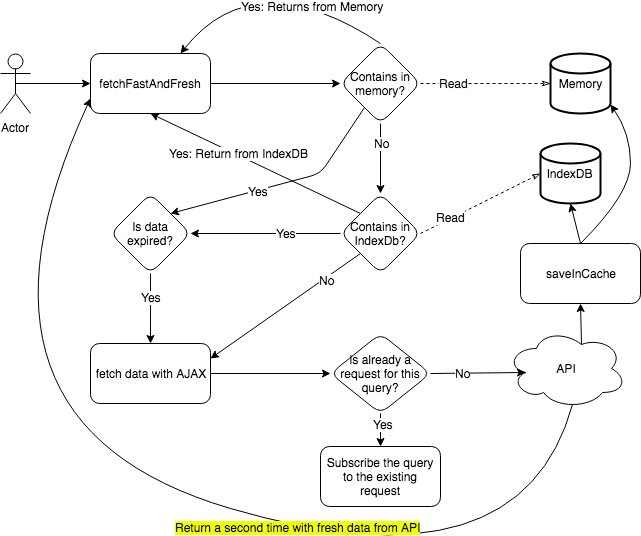 Yes: Returns from Memory
Actor
fetchFastAndFresh
Contains in
memory?
Read
Memory
No
Yes: Return from IndexDB
Yes
Is data
expired?
Yes
Contains in
IndexDb?
Read
IndexDB
saveInCache
Yes
No
fetch data with AJAX
Is already a
request for this
query?
No
API
Yes
Subscribe the query
to the existing
request
Return a second time with fresh data from API